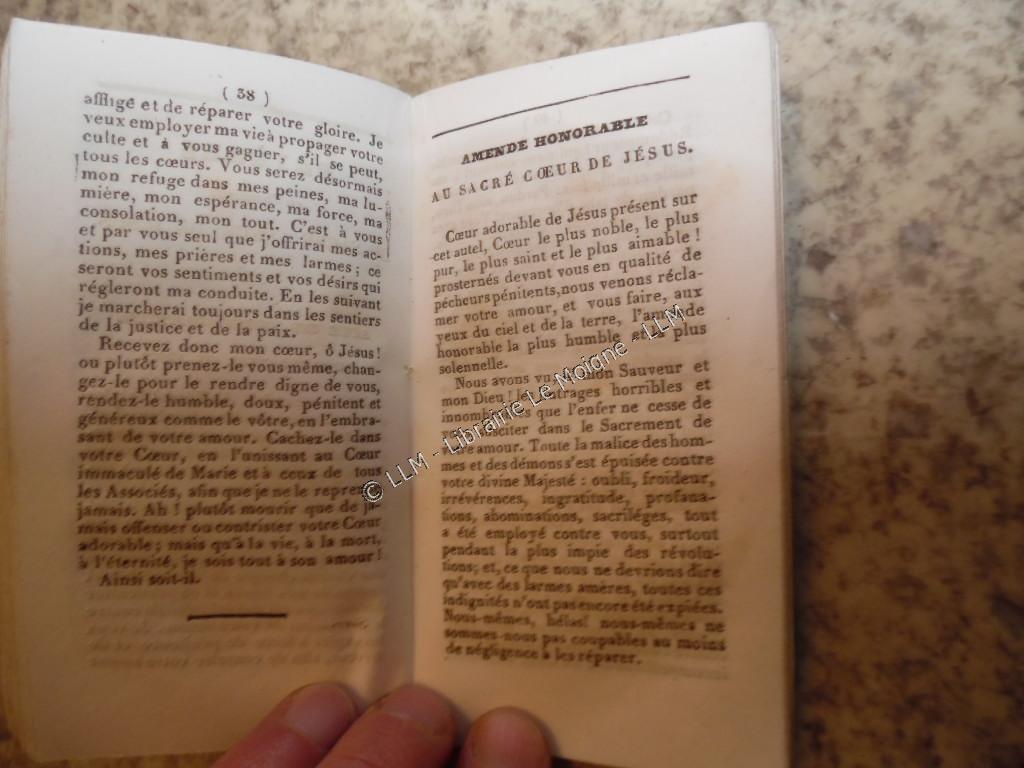 ( 38 )
affligé et de réparer votre gloire. Je
veux employer ma vie à propager votre
culte et à vous gagner, s'il se peut,
tous les cœurs. Vous serez désormais
mon refuge dans mes peines, ma lu-
mière, mon espérance, ma force, ma
consolation, mon tout. C'est à vous
et par vous seul que j'offrirai mes ac-
tions, mes prières et mes larmes ; ce
seront vos sentiments et vos désirs qui
régleront ma conduite. En les suivant
je marcherai toujours dans les sentiers
de la justice et de la paix.
Recevez donc mon cœur, ô Jésus !
ou plutôt prenez-le vous même, chan-
gez-le pour le rendre digne de vous,
rendez-le humble, doux, pénitent et
généreux comme le vôtre, en l'embra-
sant de votre amour. Cachez-le dans
votre Cœur, en l'unissant au Cœur
immaculé de Marie et à ceux de tous
les Associés, afin que je ne le
jamais. Ah ! plutôt mourir que de ja-
mais offenser ou contrister votre Cœur
adorable ; mais qu'à la vie, à la mort,
à l'éternité, je sois tout à son amour !
Ainsi soit-il.
AMENDE HONORABLE
AU SACRÉ CŒUR DE JÉSUS.
Cœur adorable de Jésus présent sur
cet autel, Cœur le plus noble, le plus
pur, le plus saint et le plus aimable !
prosternés devant vous en qualité de
pécheurs pénitents, nous venons récla-
mer votre amour, et vous faire, aux
yeux du ciel et de la terre, l'amende
honorable la plus humble et la plus
solennelle.
Nous avons vu, mon Sauveur et
mon Dieu ! outrages horribles et
que l'enfer ne cesse de
dans le Sacrement de
amour. Toute la malice des hom-
mes et des démons s'est épuisée contre
votre divine Majesté : oubli, froideur,
irrévérences, ingratitude, profana-
tions, abominations, sacriléges, tout
a été employé contre vous, surtout
pendant la plus impie des révolu-
tions; et, ce que nous ne devrions dire
qu'avec des larmes amères, toutes ces
indignités n'ont pas encore été expiées.
Nous-mêmes, hélas! nous-mêmes ne
sommes-nous pas coupables au moins
de négligence à les réparer.
© LLM - Librairie Le Moigne - LLM